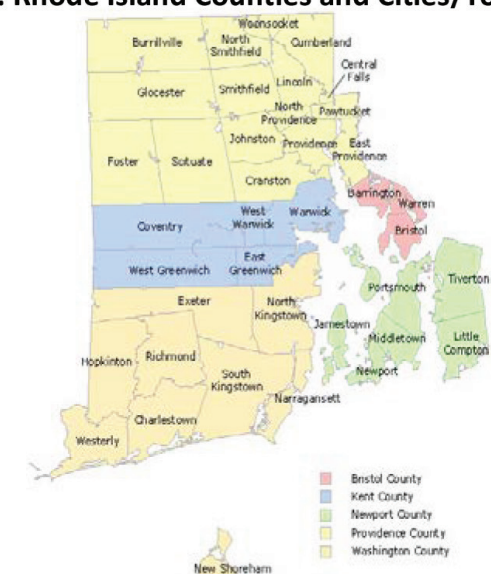 . Rhode Island Counties and Cities/To
Woonsocket
Burrillville
North
Smithfield
Cumberland
Central
Falls
Glocester
Smithfield
Lincoln
North
Providence
Pawtucket
Johnston
Providence
East
Providence
Foster
Scituate
Cranston
Barrington
Warren
Bristol
Coventry
West
Warwick
Warwick
West Greenwich
East
Greenwich
Tiverton
Portsmouth
Exeter
North
Kingstown
Jamestown
Middletown
Little
Compton
Hopkinton
Richmond
South
Kingstown
Newport
Narragansett
Charlestown
Westerly
Bristol County
Kent County
Newport County
Providence County
Washington County
New Shoreham